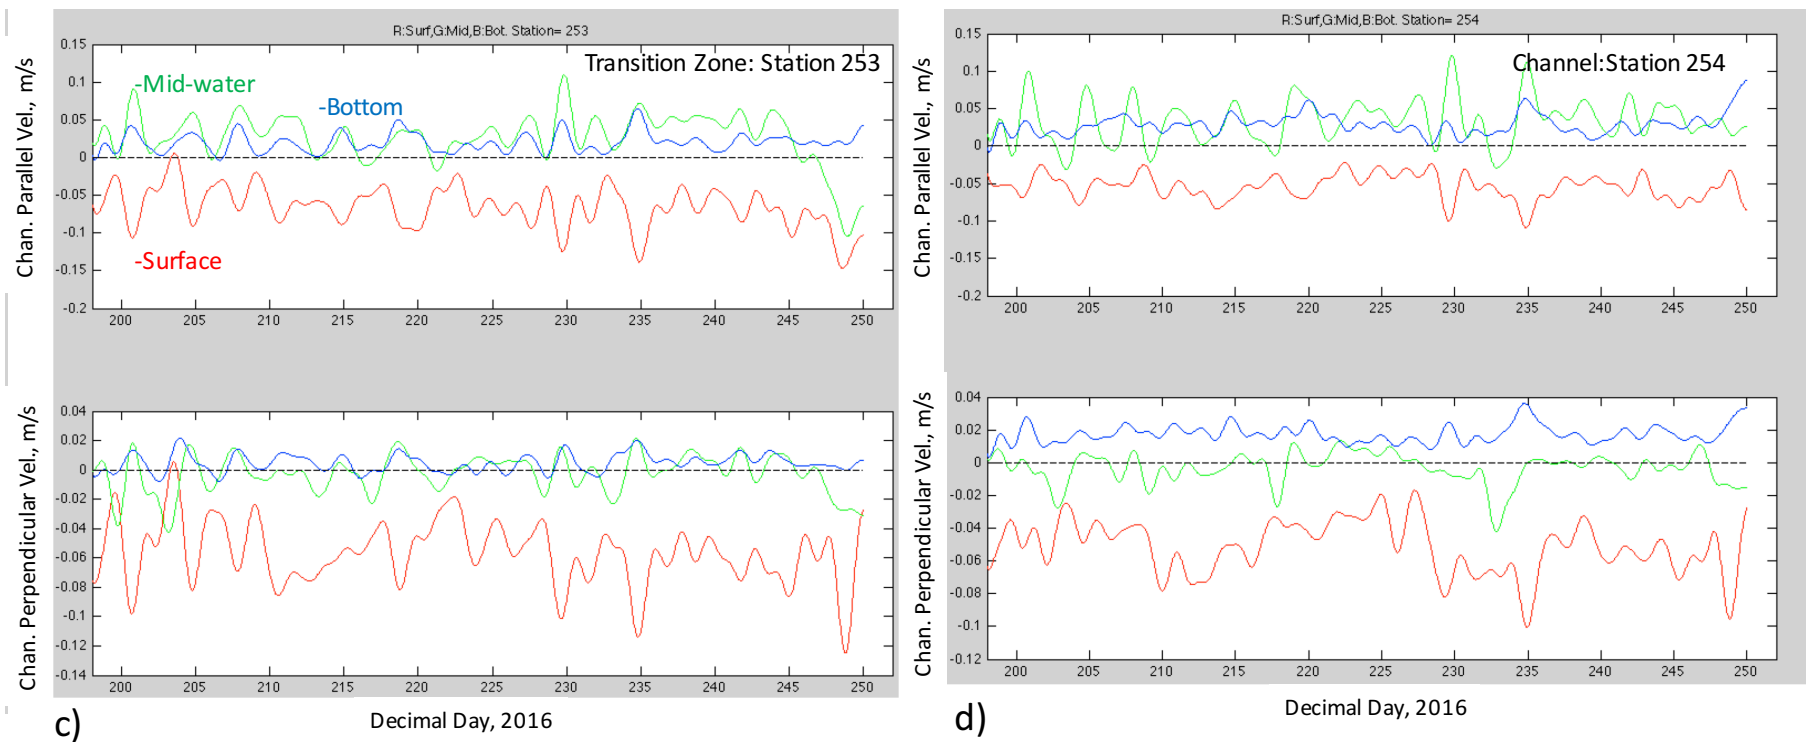 R:Surf,G:Mid,B:Bot. Station= 253
Transition Zone: Station 253
-Mid-water
-Bottom
-Surface
Chan. Parallel Vel., m/s
0.15
0.1
0.05
0
-0.05
-0.1
-0.15
-0.2
200 205 210 215 220 225 230 235 240 245 250
Chan. Perpendicular Vel., m/s
0.04
0.02
0
-0.02
-0.04
-0.06
-0.08
-0.1
-0.12
-0.14
200 205 210 215 220 225 230 235 240 245 250
c)
Decimal Day, 2016
R:Surf,G:Mid,B:Bot. Station= 254
Channel:Station 254
Chan. Parallel Vel., m/s
0.15
0.1
0.05
0
-0.05
-0.1
-0.15
-0.2
200 205 210 215 220 225 230 235 240 245 250
Chan. Perpendicular Vel., m/s
0.04
0.02
0
-0.02
-0.04
-0.06
-0.08
-0.1
-0.12
200 205 210 215 220 225 230 235 240 245 250
d)
Decimal Day, 2016